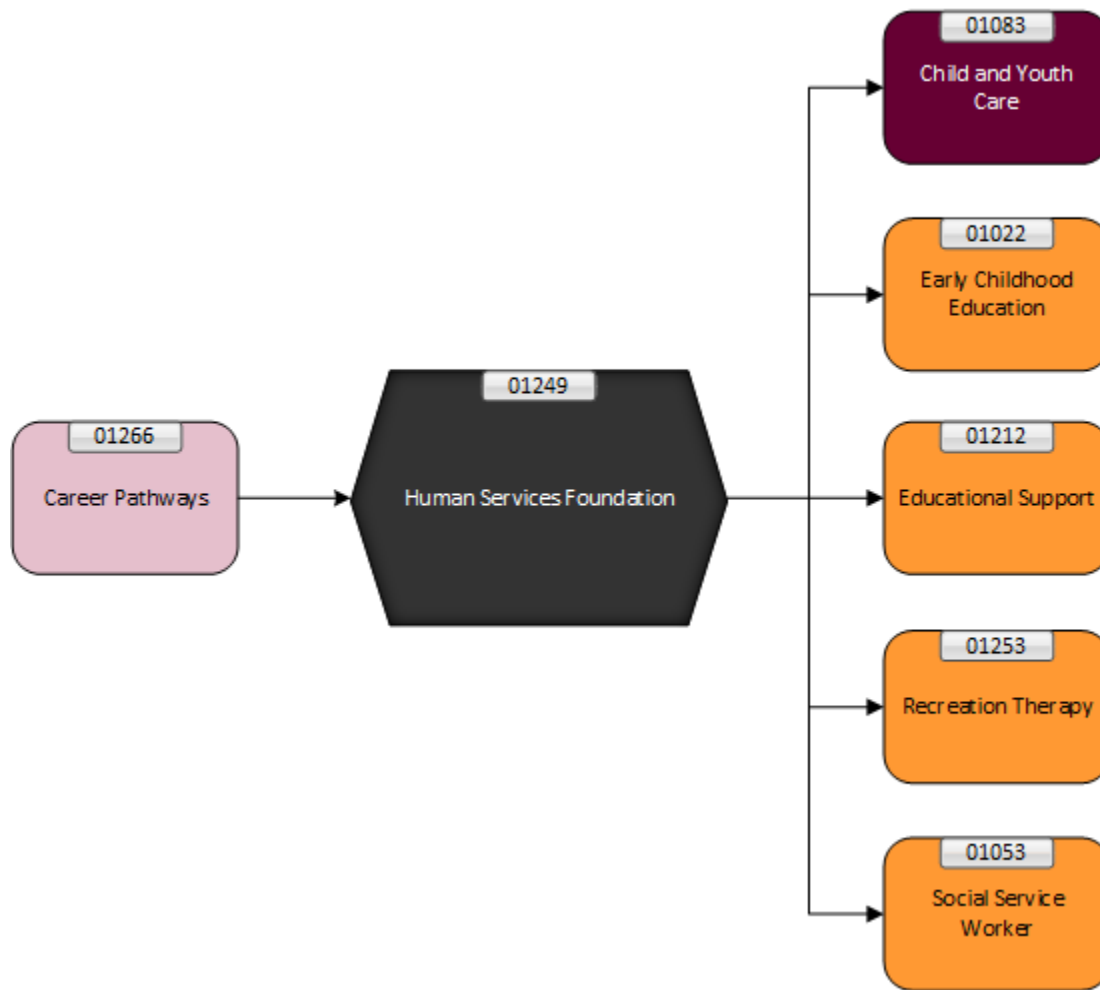 01083
Child and Youth
Care
01022
Early Childhood
Education
01249
01266
Career Pathways
Human Services Foundation
01212
Educational Support
01253
Recreation Therapy
01053
Social Service
Worker